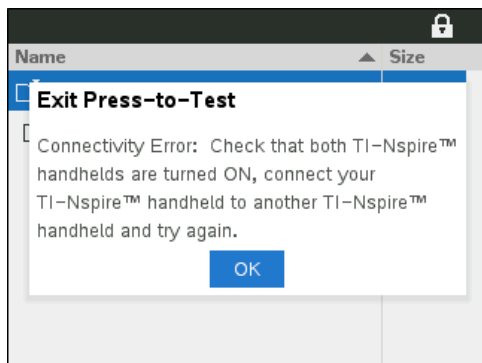 Name Size
Exit Press-to-Test
Connectivity Error: Check that both TI-Nspire™
handhelds are turned ON, connect your
TI-Nspire™ handheld to another TI-Nspire™
handheld and try again.
OK